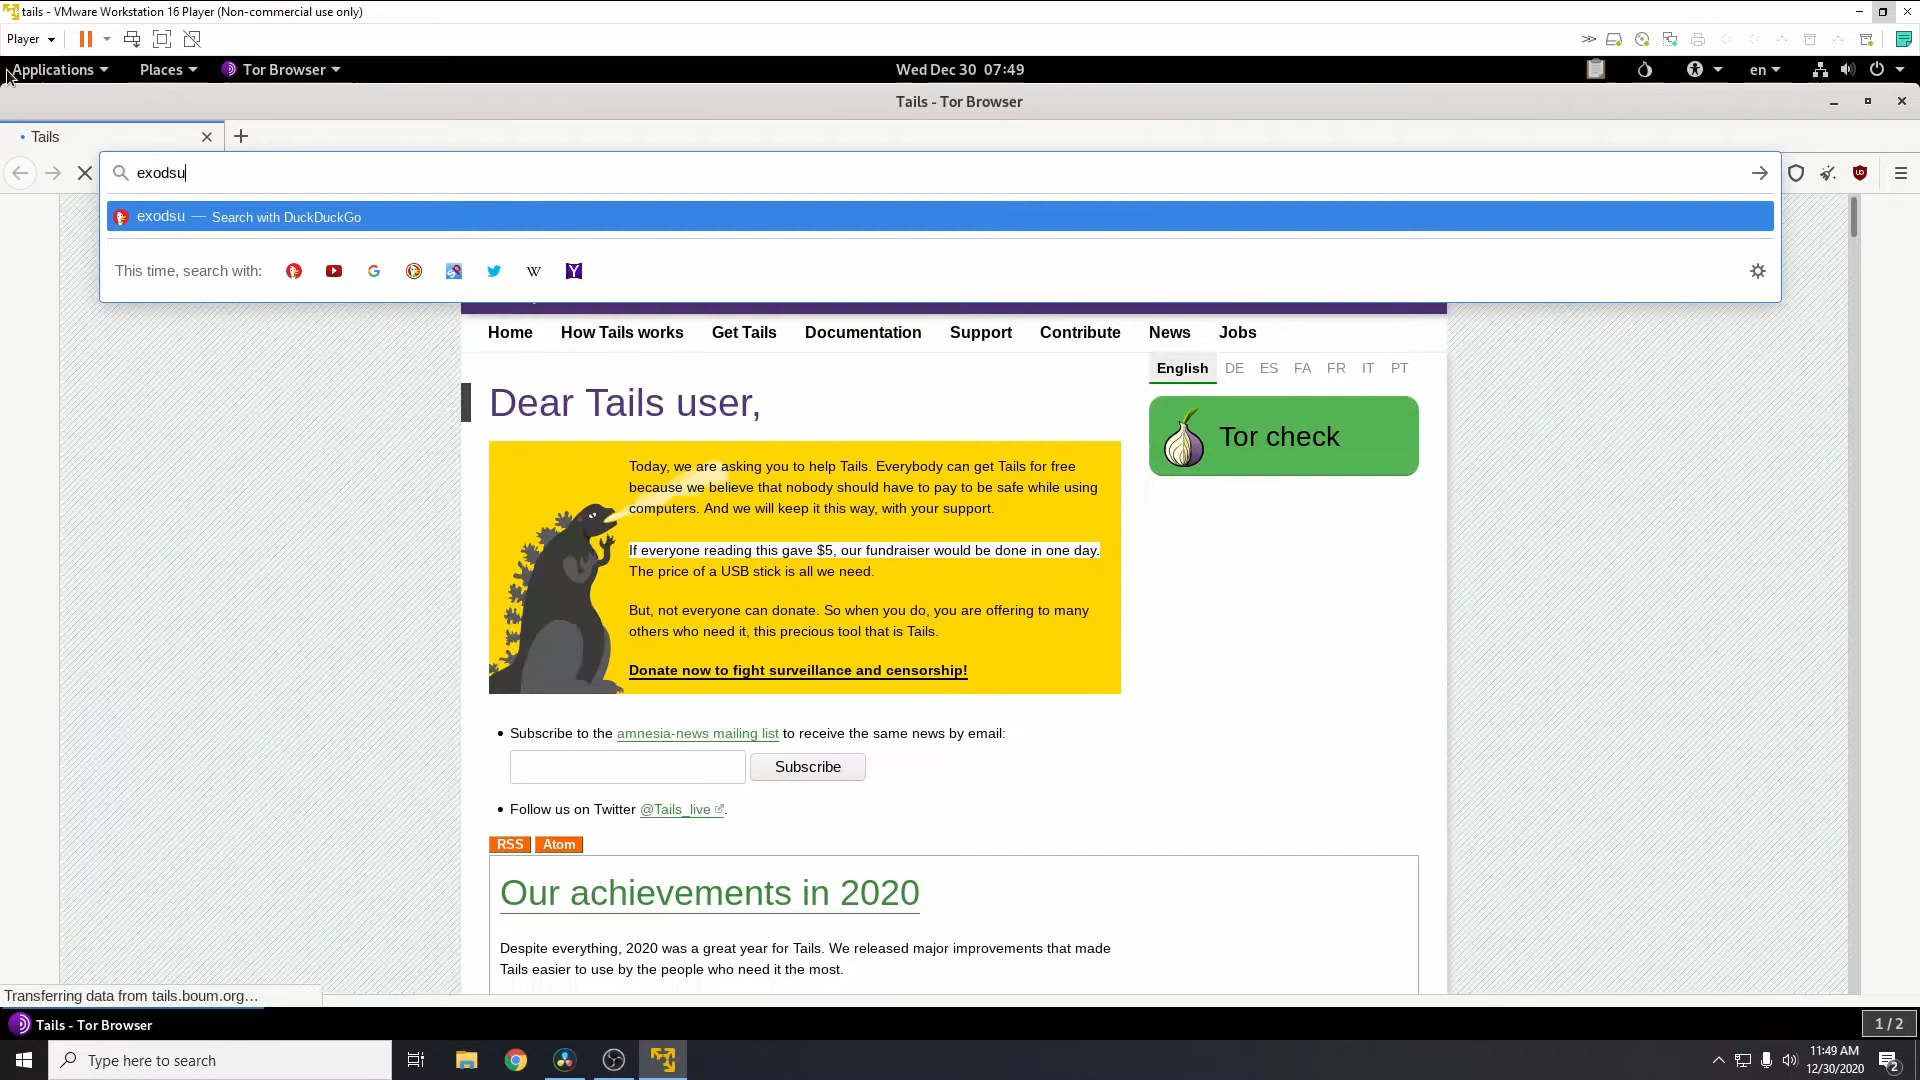 tails - VMware Workstation 16 Player (Non-commercial use only)
Player
Applications Places Tor Browser Wed Dec 30 07:49 en
Tails - Tor Browser
Tails
exodsu
exodsu — Search with DuckDuckGo
This time, search with:
Home How Tails works Get Tails Documentation Support Contribute News Jobs
English DE ES FA FR IT PT
Dear Tails user,
Tor check
Today, we are asking you to help Tails. Everybody can get Tails for free
because we believe that nobody should have to pay to be safe while using
computers. And we will keep it this way, with your support.
If everyone reading this gave $5, our fundraiser would be done in one day.
The price of a USB stick is all we need.
But, not everyone can donate. So when you do, you are offering to many
others who need it, this precious tool that is Tails.
Donate now to fight surveillance and censorship!
Subscribe to the amnesia-news mailing list to receive the same news by email:
Subscribe
Follow us on Twitter @Tails_live.
RSS Atom
Our achievements in 2020
Despite everything, 2020 was a great year for Tails. We released major improvements that made
Tails easier to use by the people who need it the most.
Transferring data from tails.boum.org…
Tails - Tor Browser
1 / 2
Type here to search
11:49 AM
12/30/2020
2